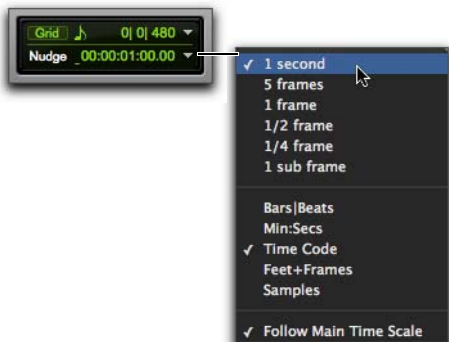 Grid 0| 0| 480
Nudge 00:00:01:00.00
✓ 1 second
5 frames
1 frame
1/2 frame
1/4 frame
1 sub frame
Bars|Beats
Min:Secs
✓ Time Code
Feet+Frames
Samples
✓ Follow Main Time Scale